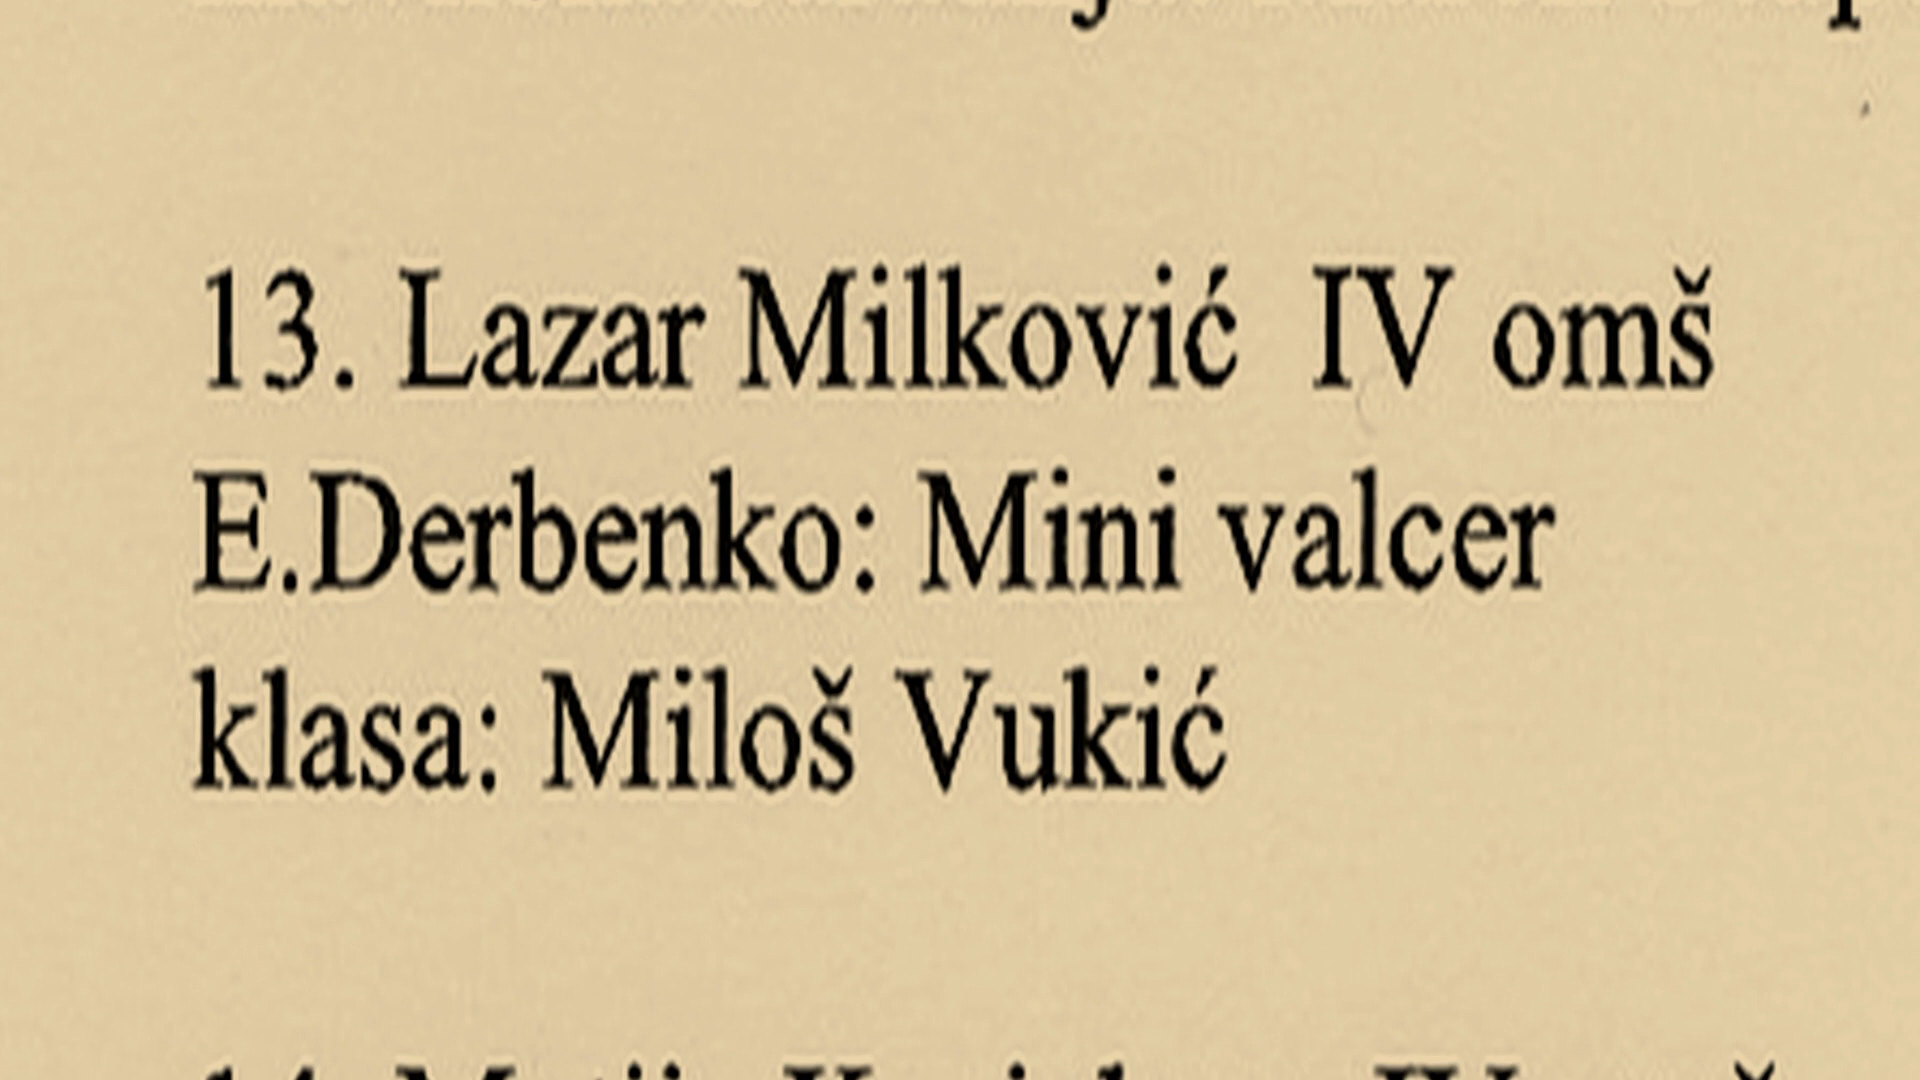 13. Lazar Milković IV omš
E.Derbenko: Mini valcer
klasa: Miloš Vukić